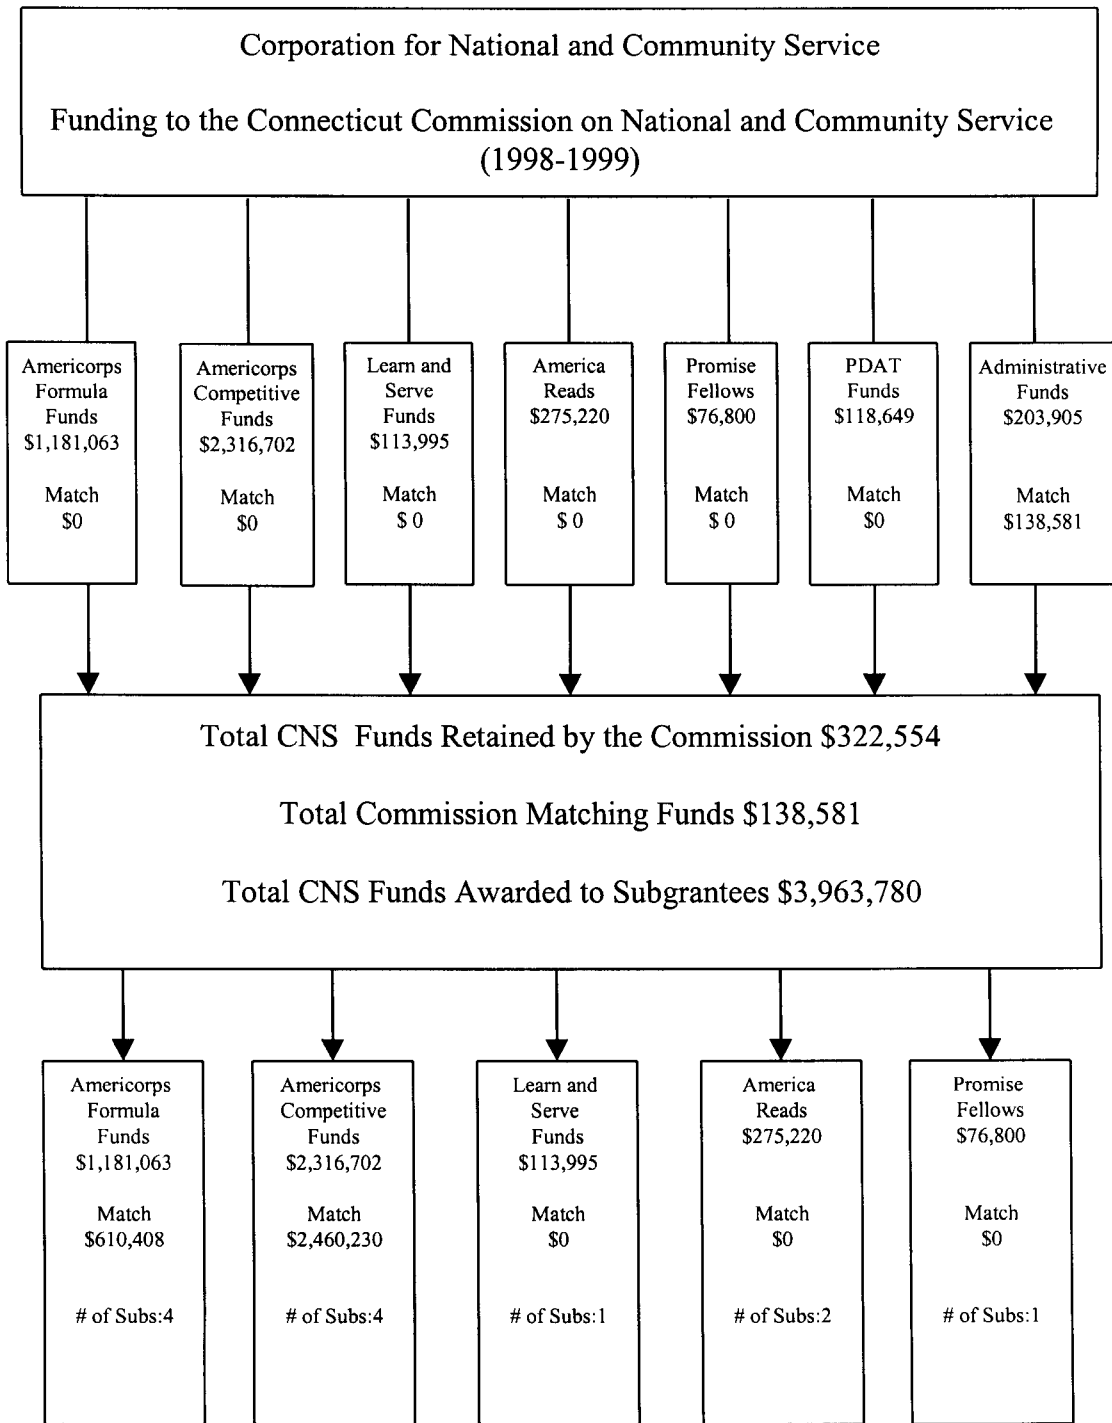 Corporation for National and Community Service
Funding to the Connecticut Commission on National and Community Service
(1998-1999)
Americorps
Formula
Funds
$1,181,063
Match
$0
Americorps
Competitive
Funds
$2,316,702
Match
$0
Learn and
Serve
Funds
$113,995
Match
$ 0
America
Reads
$275,220
Match
$ 0
Promise
Fellows
$76,800
Match
$ 0
PDAT
Funds
$118,649
Match
$0
Administrative
Funds
$203,905
Match
$138,581
Total CNS Funds Retained by the Commission $322,554
Total Commission Matching Funds $138,581
Total CNS Funds Awarded to Subgrantees $3,963,780
Americorps
Formula
Funds
$1,181,063
Match
$610,408
# of Subs:4
Americorps
Competitive
Funds
$2,316,702
Match
$2,460,230
# of Subs:4
Learn and
Serve
Funds
$113,995
Match
$0
# of Subs:1
America
Reads
$275,220
Match
$0
# of Subs:2
Promise
Fellows
$76,800
Match
$0
# of Subs:1